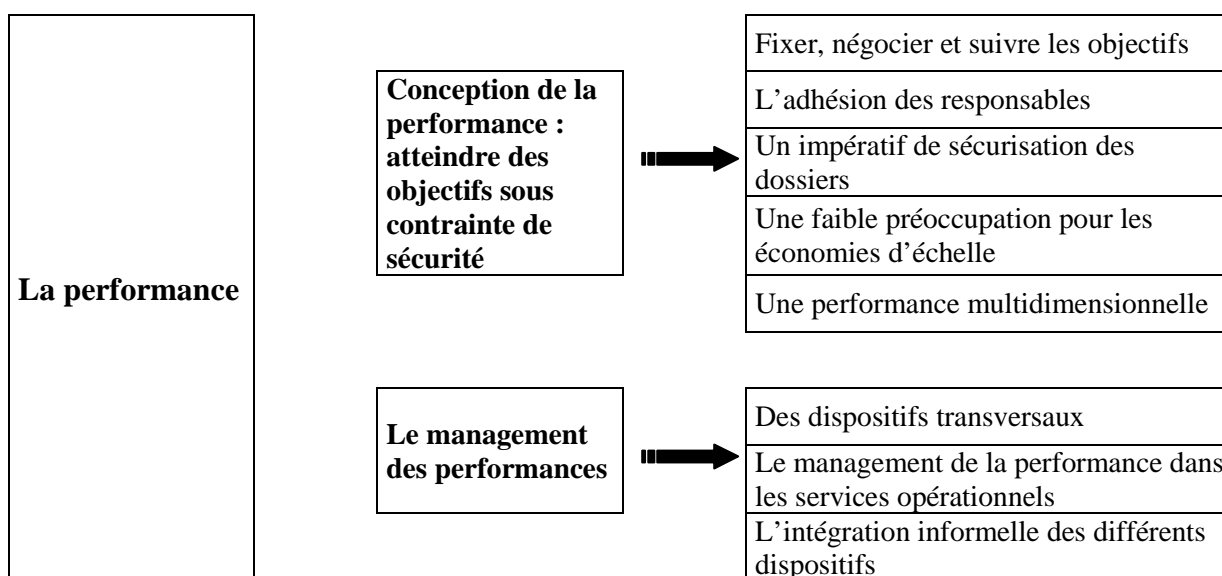 La performance
Conception de la
performance :
atteindre des
objectifs sous
contrainte de
sécurité
Fixer, négocier et suivre les objectifs
L’adhésion des responsables
Un impératif de sécurisation des
dossiers
Une faible préoccupation pour les
économies d’échelle
Une performance multidimensionnelle
Le management
des performances
Des dispositifs transversaux
Le management de la performance dans
les services opérationnels
L’intégration informelle des différents
dispositifs